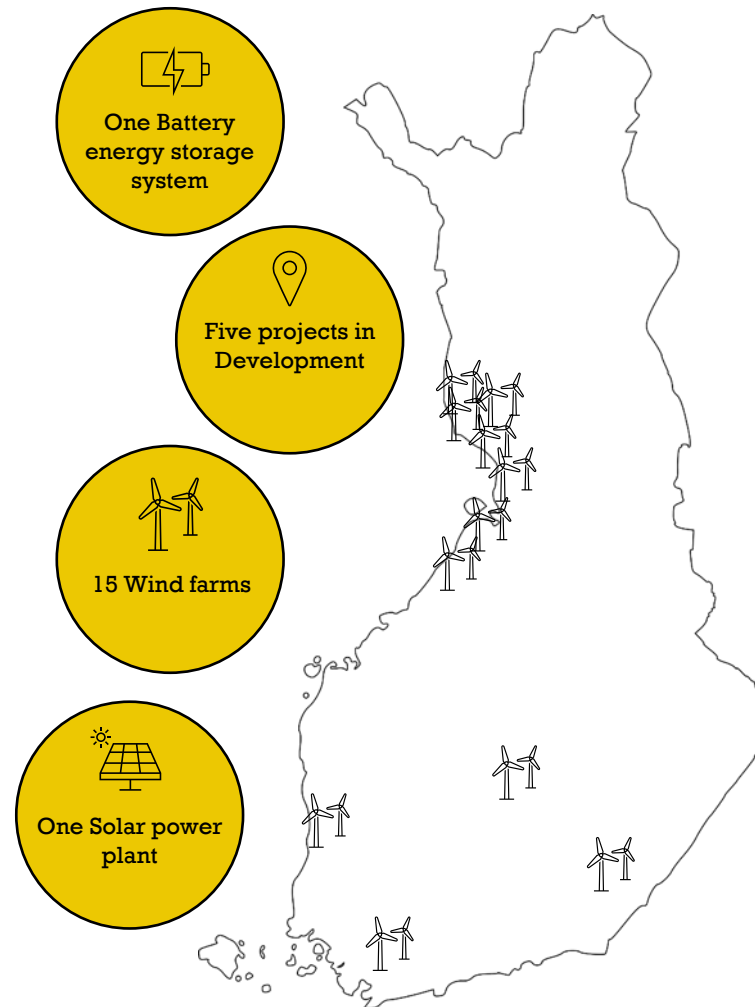 One Battery
energy storage
system
Five projects in
Development
15 Wind farms
One Solar power
plant